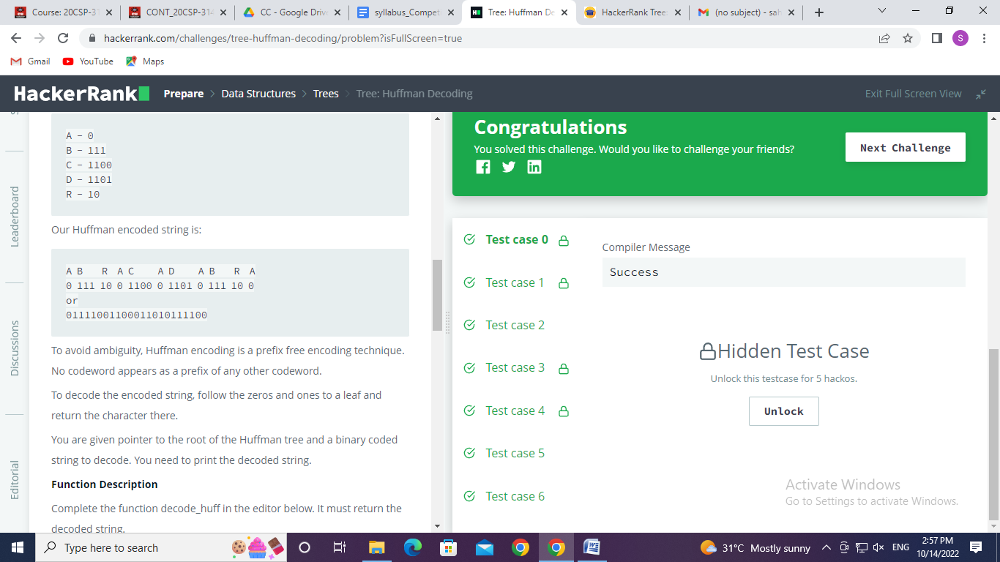 Course: 20CSP-31
CONT_20CSP-314
CC - Google Drive
syllabus_Compet
Tree: Huffman De
HackerRank Tree
(no subject) - sah
hackerrank.com/challenges/tree-huffman-decoding/problem?isFullScreen=true
S
Gmail
YouTube
Maps
HackerRank
Prepare > Data Structures > Trees > Tree: Huffman Decoding
Exit Full Screen View
Leaderboard
Discussions
Editorial
A - 0
B - 111
C - 1100
D - 1101
R - 10
Our Huffman encoded string is:
A B R A C A D A B R A
0 111 10 0 1100 0 1101 0 111 10 0
or
01111001100011010111100
To avoid ambiguity, Huffman encoding is a prefix free encoding technique.
No codeword appears as a prefix of any other codeword.
To decode the encoded string, follow the zeros and ones to a leaf and
return the character there.
You are given pointer to the root of the Huffman tree and a binary coded
string to decode. You need to print the decoded string.
Function Description
Complete the function decode_huff in the editor below. It must return the
decoded string.
Congratulations
You solved this challenge. Would you like to challenge your friends?
Next Challenge
Test case 0
Test case 1
Test case 2
Test case 3
Test case 4
Test case 5
Test case 6
Compiler Message
Success
Hidden Test Case
Unlock this testcase for 5 hackos.
Unlock
Activate Windows
Go to Settings to activate Windows.
Type here to search
31°C Mostly sunny
ENG
2:57 PM
10/14/2022